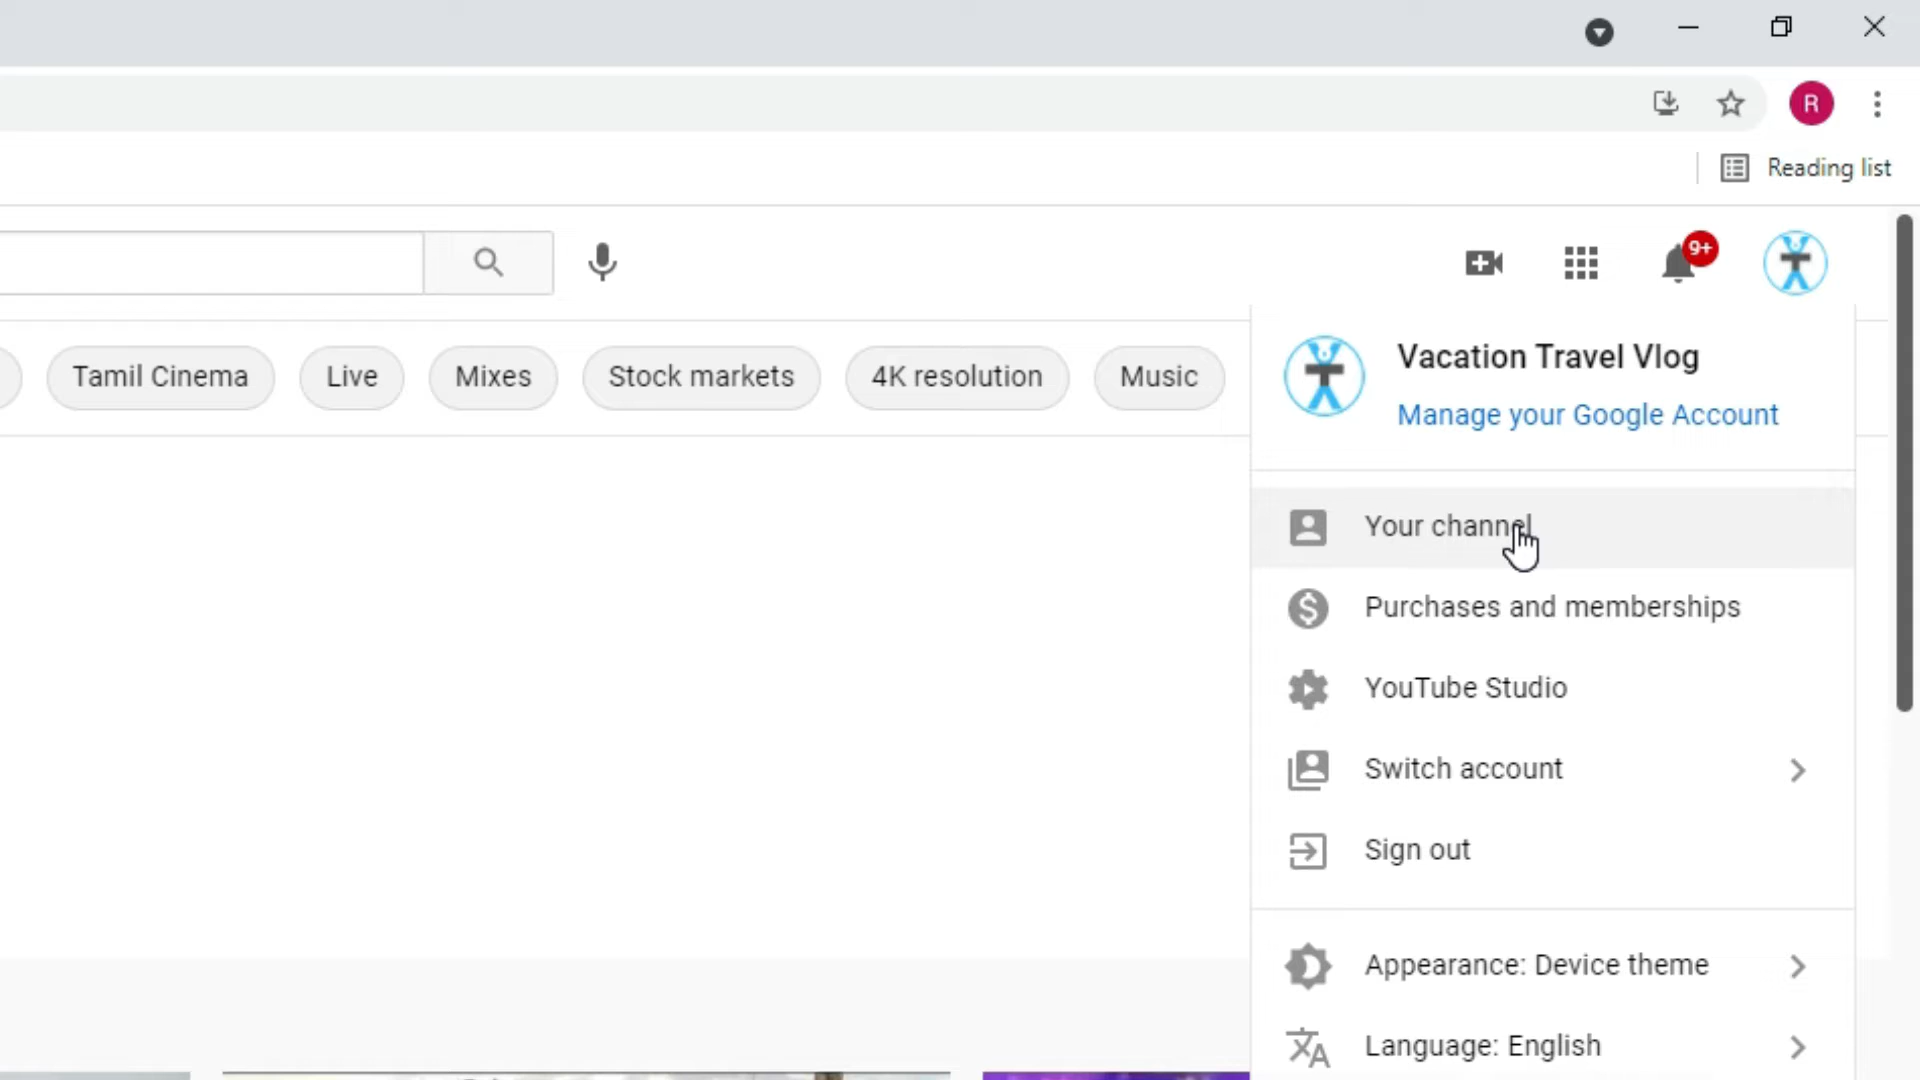 R
Reading list
9+
Tamil Cinema
Live
Mixes
Stock markets
4K resolution
Music
Vacation Travel Vlog
Manage your Google Account
Your channel
Purchases and memberships
YouTube Studio
Switch account
Sign out
Appearance: Device theme
Language: English